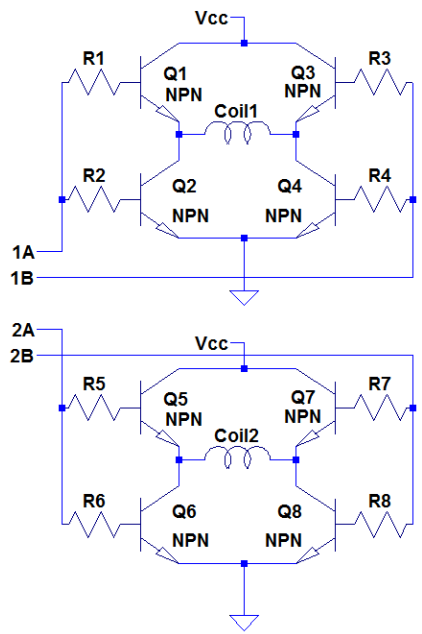 Vcc
R1
R3
Q1
Q3
NPN
NPN
Coil1
R2
R4
Q2
Q4
NPN
NPN
1A
1B
2A
2B
Vcc
R5
R7
Q5
Q7
NPN
NPN
Coil2
R6
R8
Q6
Q8
NPN
NPN